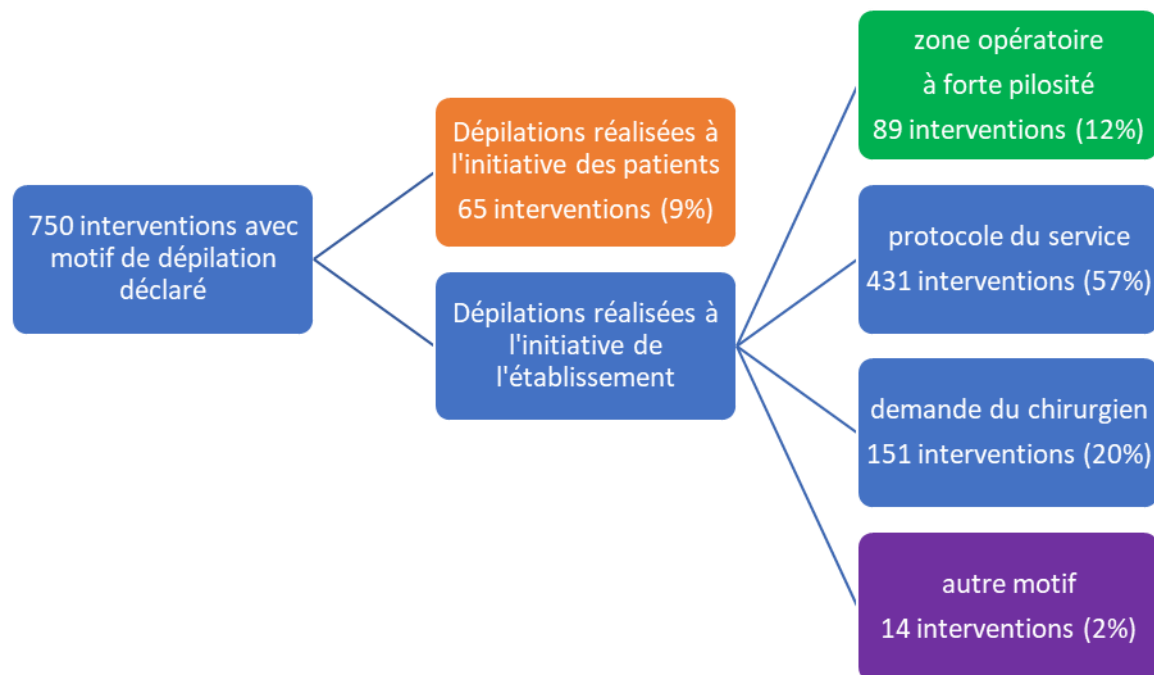 750 interventions avec
motif de dépilation
déclaré
Dépilations réalisées à
l'initiative des patients
65 interventions (9%)
Dépilations réalisées à
l'initiative de
l'établissement
zone opératoire
à forte pilosité
89 interventions (12%)
protocole du service
431 interventions (57%)
demande du chirurgien
151 interventions (20%)
autre motif
14 interventions (2%)